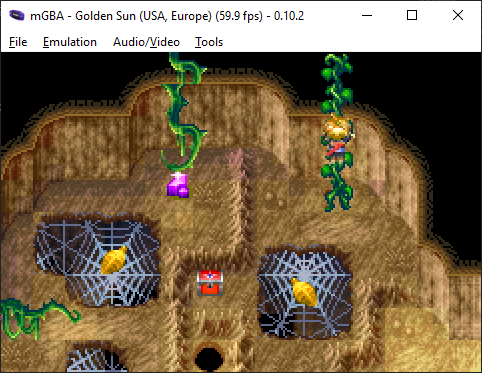 mGBA - Golden Sun (USA, Europe) (59.9 fps) - 0.10.2
File Emulation Audio/Video Tools